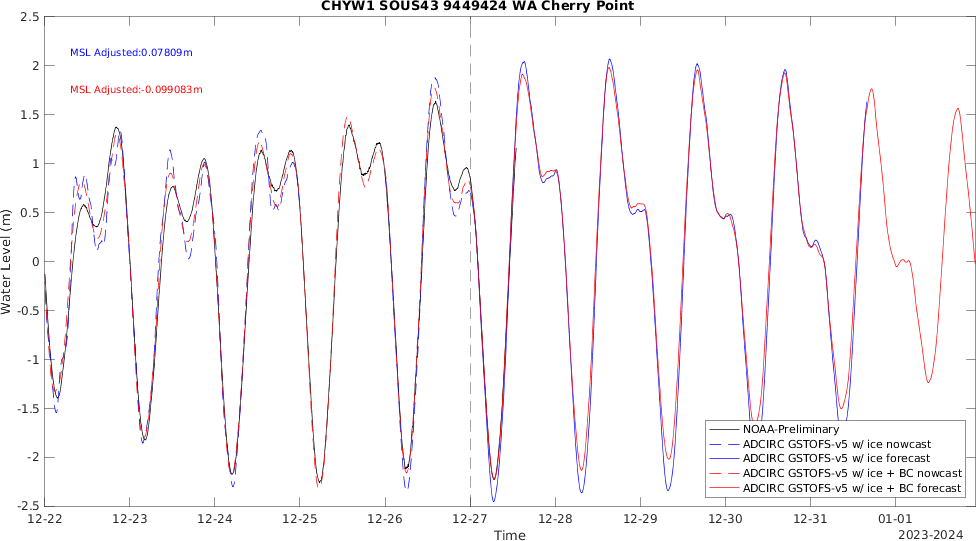 CHYW1 SOUS43 9449424 WA Cherry Point
2.5
2
1.5
1
0.5
0
-0.5
-1
-1.5
-2
-2.5
Water Level (m)
MSL Adjusted:0.07809m
MSL Adjusted:-0.099083m
NOAA-Preliminary
ADCIRC GSTOFS-v5 w/ ice nowcast
ADCIRC GSTOFS-v5 w/ ice forecast
ADCIRC GSTOFS-v5 w/ ice + BC nowcast
ADCIRC GSTOFS-v5 w/ ice + BC forecast
12-22 12-23 12-24 12-25 12-26 12-27 12-28 12-29 12-30 12-31 01-01
Time
2023-2024